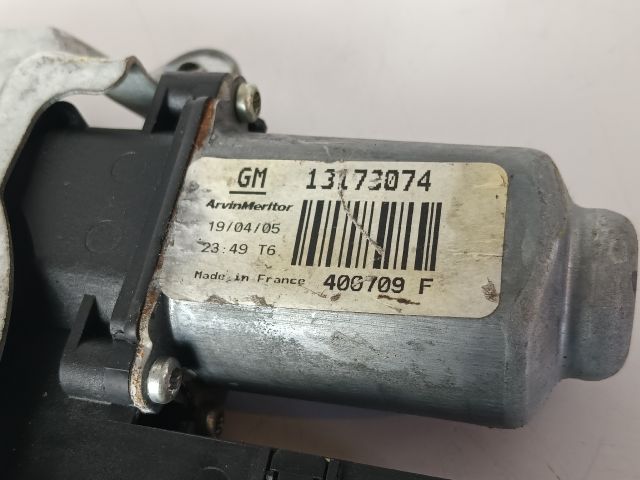 GM 13173074
ArvinMeritor
19/04/05
23:49 T6
Made in France 400709 F